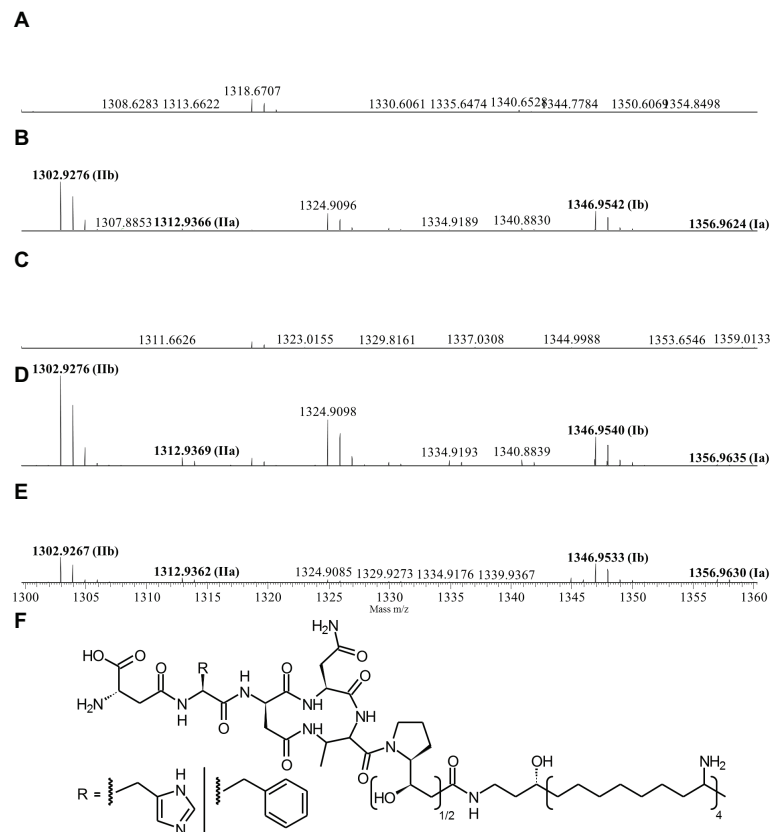 A
1318.6707
1308.6283 1313.6622 1330.6061 1335.6474 1340.6528 1344.7784 1350.6069 1354.8498
B
1302.9276 (IIb)
1307.8853 1312.9366 (IIa) 1324.9096 1334.9189 1340.8830 1346.9542 (Ib) 1356.9624 (Ia)
C
1311.6626 1323.0155 1329.8161 1337.0308 1344.9988 1353.6546 1359.0133
D
1302.9276 (IIb)
1312.9369 (IIa) 1324.9098 1334.9193 1340.8839 1346.9540 (Ib) 1356.9635 (Ia)
E
1302.9267 (IIb)
1312.9362 (IIa) 1324.9085 1329.9273 1334.9176 1339.9367 1346.9533 (Ib) 1356.9630 (Ia)
1300 1305 1310 1315 1320 1325 1330 1335 1340 1345 1350 1355 1360
Mass m/z
F
H2N
O
HO
O
H2N
O
N
H
R
O
H
N
O
NH
O
NH
O
NH
O
O
N
HO
1/2
O
N
H
OH
NH2
4
R =
H
N
N